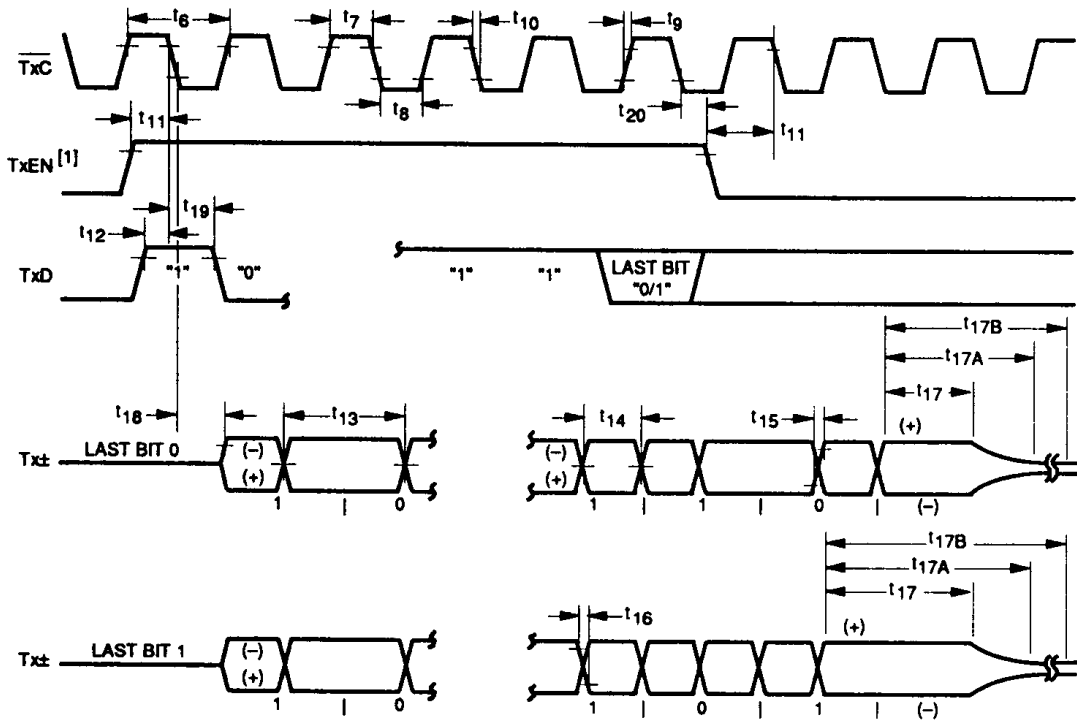 t6 t7 t10 t9
TxC
t8 t20 t11
t11
TxEN [1]
t19
t12
TxD "1" "0" "1" "1" LAST BIT
"0/1"
t17B
t17A
t18 t13 t14 t15 t17
(+)
Tx± LAST BIT 0 (–) (–)
(+) (+)
1 | 0 | 1 | 0 | (–)
t17B
t17A
t16 t17
(+)
Tx± LAST BIT 1 (–)
(+)
1 | 0 1 | 0 | 1 | (–)